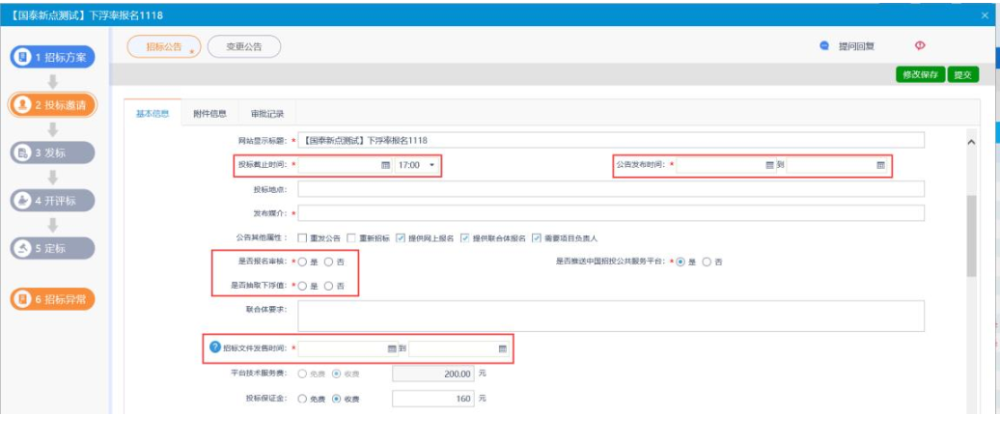 【国泰新点测试】下浮率报名1118
×
1 招标方案
2 投标邀请
3 发标
4 开评标
5 定标
6 招标异常
招标公告
变更公告
提问回复
修改保存 提交
基本信息 附件信息 审批记录
网站显示标题: * 【国泰新点测试】下浮率报名1118
投标截止时间: * 17:00 公告发布时间: * 到
投标地点:
发布媒介: *
公告其他属性: 重发公告 重新招标 提供网上报名 提供联合体报名 需要项目负责人
是否报名审核: * 是 否 是否推送中国招投公共服务平台: * 是 否
是否抽取下浮值: * 是 否
联合体要求:
? 招标文件发售时间: * 到
平台技术服务费: 免费 收费 200.00 元
投标保证金: 免费 收费 160 元